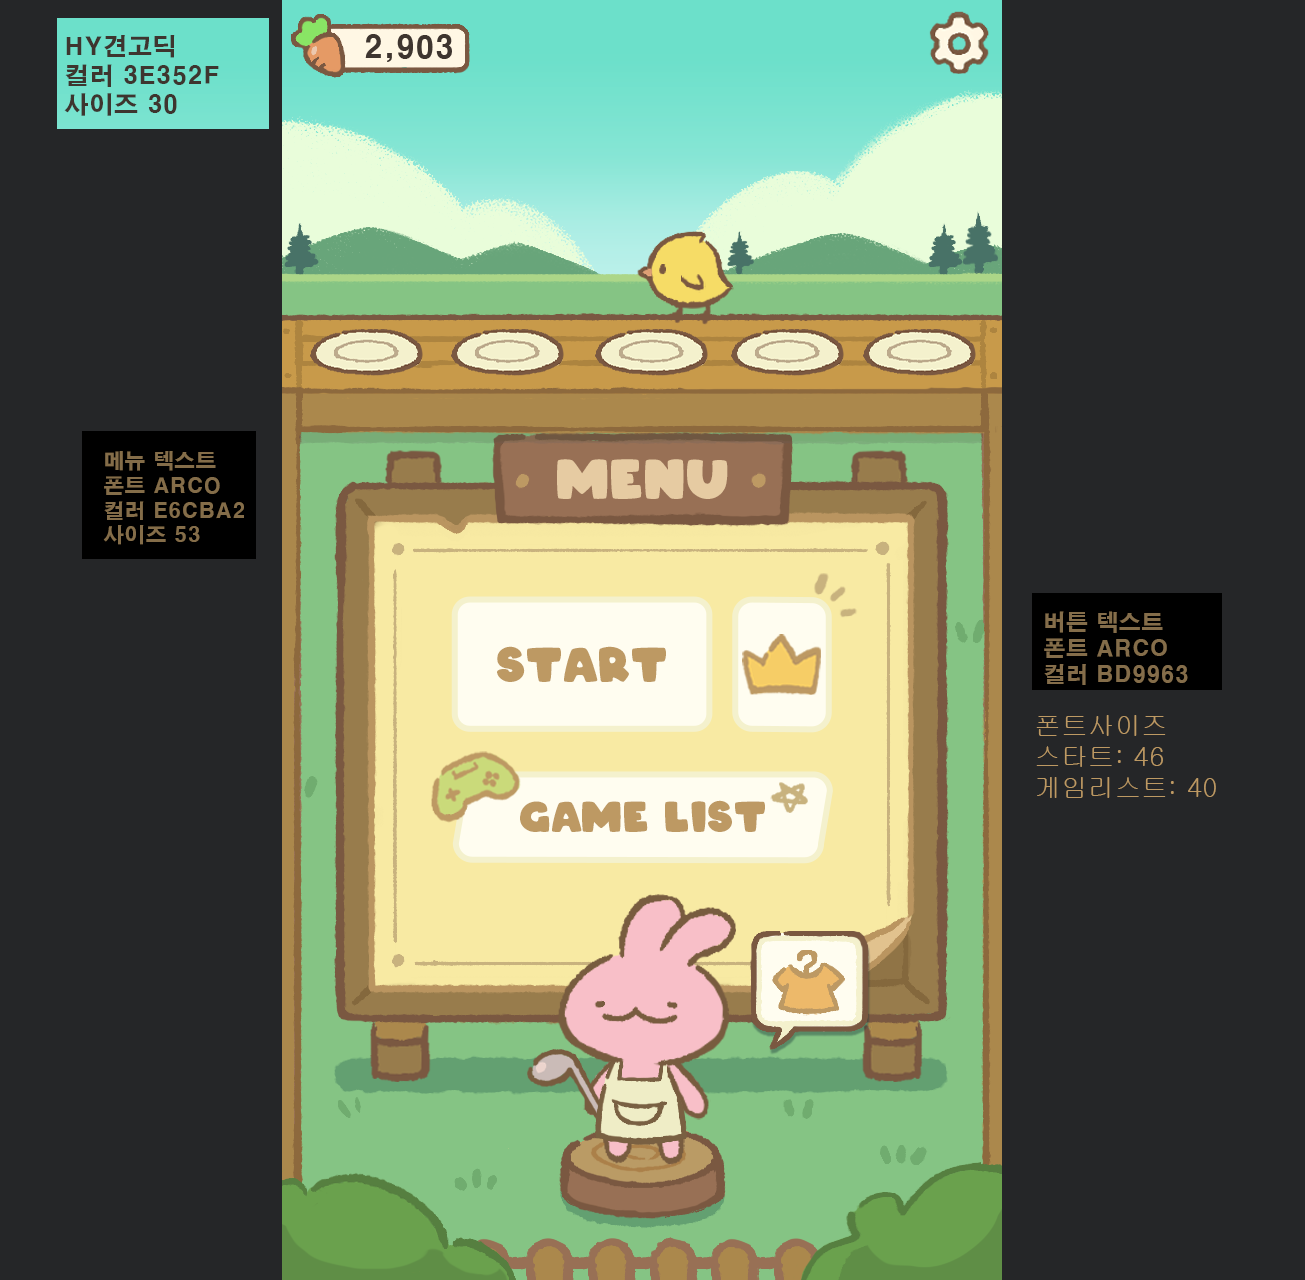 HY견고딕
컬러 3E352F
사이즈 30
2,903
메뉴 텍스트
폰트 ARCO
컬러 E6CBA2
사이즈 53
MENU
START
GAME LIST
버튼 텍스트
폰트 ARCO
컬러 BD9963
폰트사이즈
스타트: 46
게임리스트: 40